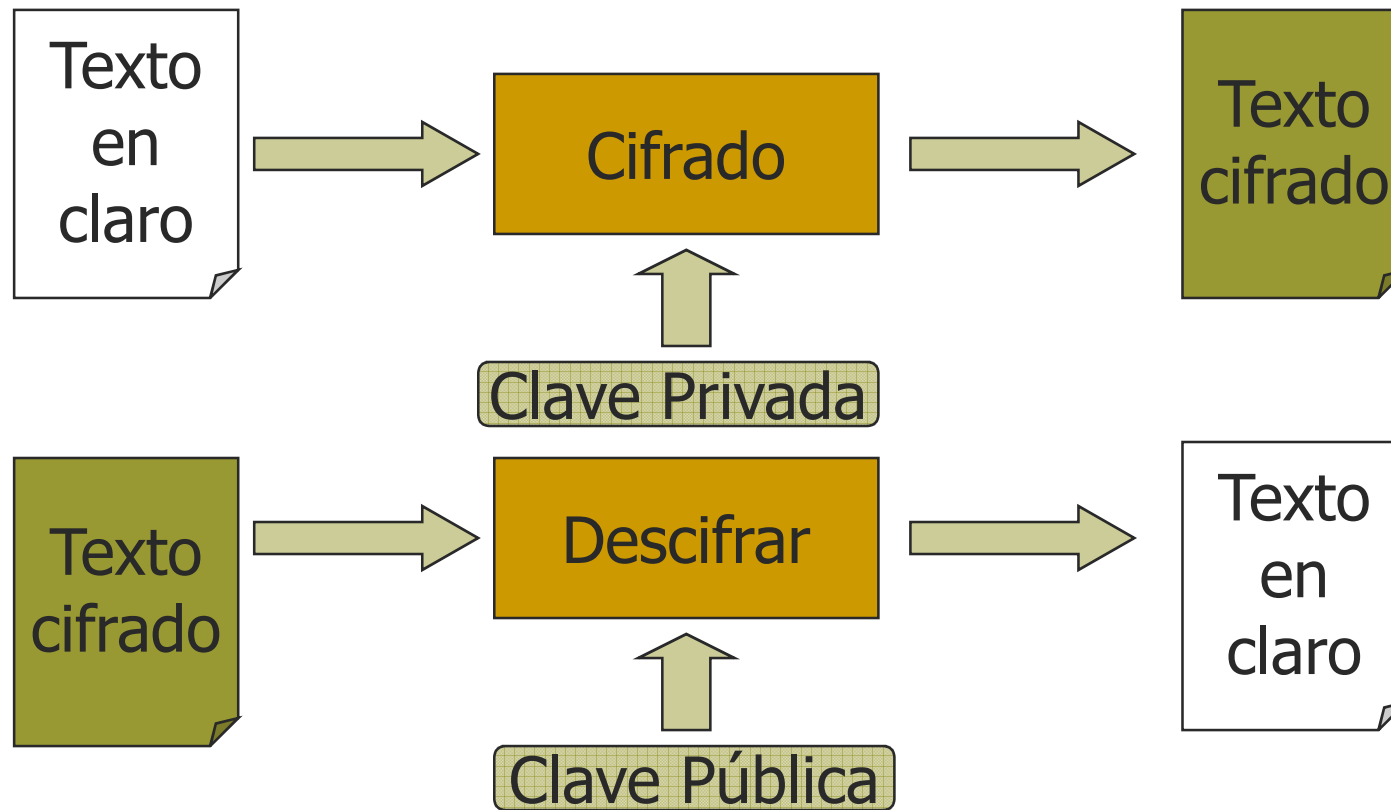 Texto
en
claro
Cifrado
Texto
cifrado
Clave Privada
Texto
cifrado
Descifrar
Texto
en
claro
Clave Pública